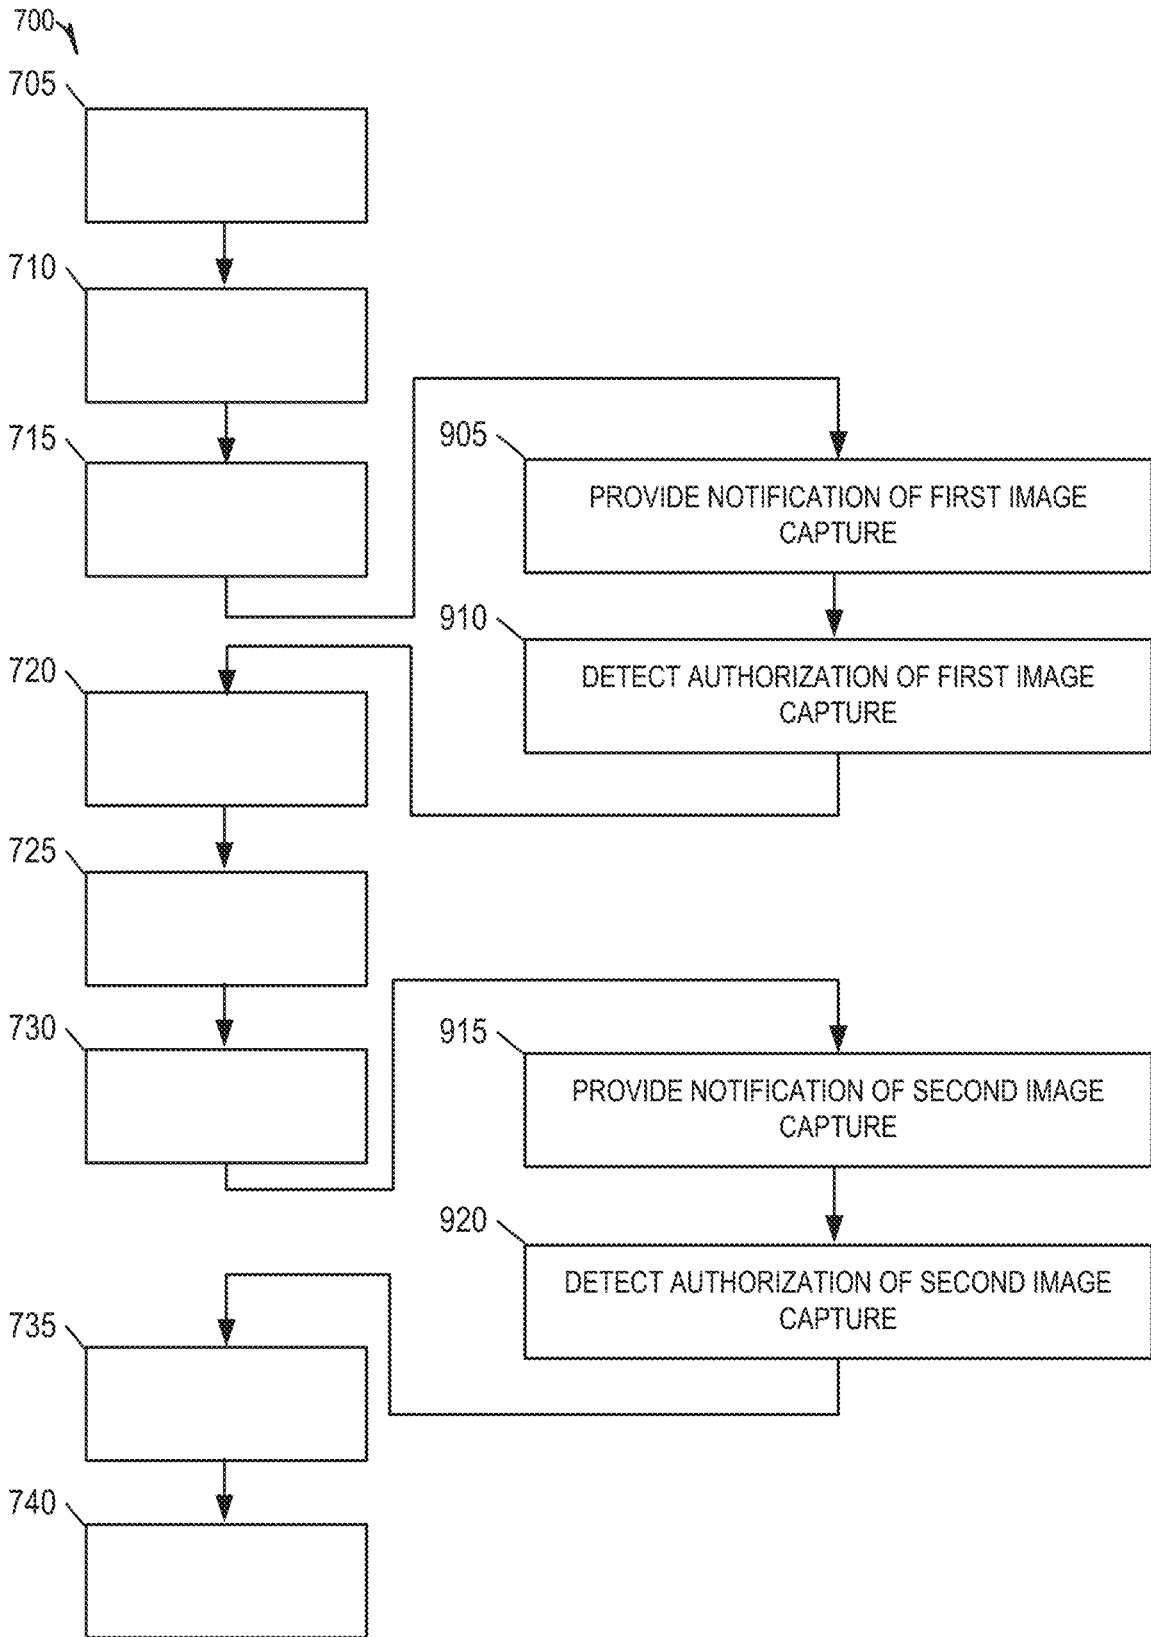 700
705
710
715
905
PROVIDE NOTIFICATION OF FIRST IMAGE
CAPTURE
910
DETECT AUTHORIZATION OF FIRST IMAGE
CAPTURE
720
725
730
915
PROVIDE NOTIFICATION OF SECOND IMAGE
CAPTURE
920
DETECT AUTHORIZATION OF SECOND IMAGE
CAPTURE
735
740